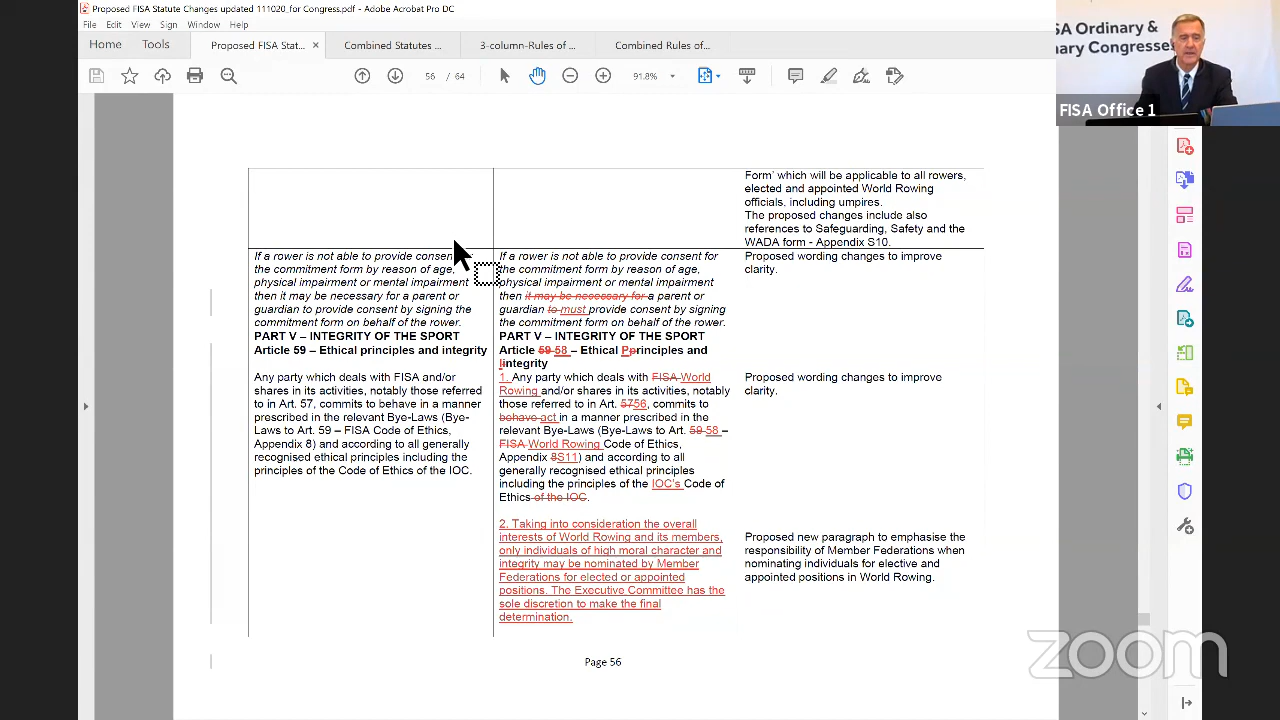 Proposed FISA Statute Changes updated 111020_for Congress.pdf - Adobe Acrobat Pro DC
File Edit View Sign Window Help
Home Tools Proposed FISA Stat... × Combined Statutes ... 3-column-Rules of ... Combined Rules of...
56 / 64 91.8%
ISA Ordinary &
nary Congresses
FISA Office 1
Form' which will be applicable to all rowers,
elected and appointed World Rowing
officials, including umpires.
The proposed changes include also
references to Safeguarding, Safety and the
WADA form - Appendix S10.
If a rower is not able to provide consent
the commitment form by reason of age,
physical impairment or mental impairment
then it may be necessary for a parent or
guardian to provide consent by signing the
commitment form on behalf of the rower.
PART V – INTEGRITY OF THE SPORT
Article 59 – Ethical principles and integrity
Any party which deals with FISA and/or
shares in its activities, notably those referred
to in Art. 57, commits to behave in a manner
prescribed in the relevant Bye-Laws (Bye-
Laws to Art. 59 – FISA Code of Ethics,
Appendix 8) and according to all generally
recognised ethical principles including the
principles of the Code of Ethics of the IOC.
If a rower is not able to provide consent for
the commitment form by reason of age,
physical impairment or mental impairment
then it may be necessary for a parent or
guardian to must provide consent by signing
the commitment form on behalf of the rower.
PART V – INTEGRITY OF THE SPORT
Article 59 58 – Ethical Pprinciples and
Iintegrity
1. Any party which deals with FISA World
Rowing and/or shares in its activities, notably
those referred to in Art. 5756, commits to
behave act in a manner prescribed in the
relevant Bye-Laws (Bye-Laws to Art. 59 58 –
FISA World Rowing Code of Ethics,
Appendix 8S11) and according to all
generally recognised ethical principles
including the principles of the IOC's Code of
Ethics of the IOC.
2. Taking into consideration the overall
interests of World Rowing and its members,
only individuals of high moral character and
integrity may be nominated by Member
Federations for elected or appointed
positions. The Executive Committee has the
sole discretion to make the final
determination.
Proposed wording changes to improve
clarity.
Proposed wording changes to improve
clarity.
Proposed new paragraph to emphasise the
responsibility of Member Federations when
nominating individuals for elective and
appointed positions in World Rowing.
Page 56
zoom